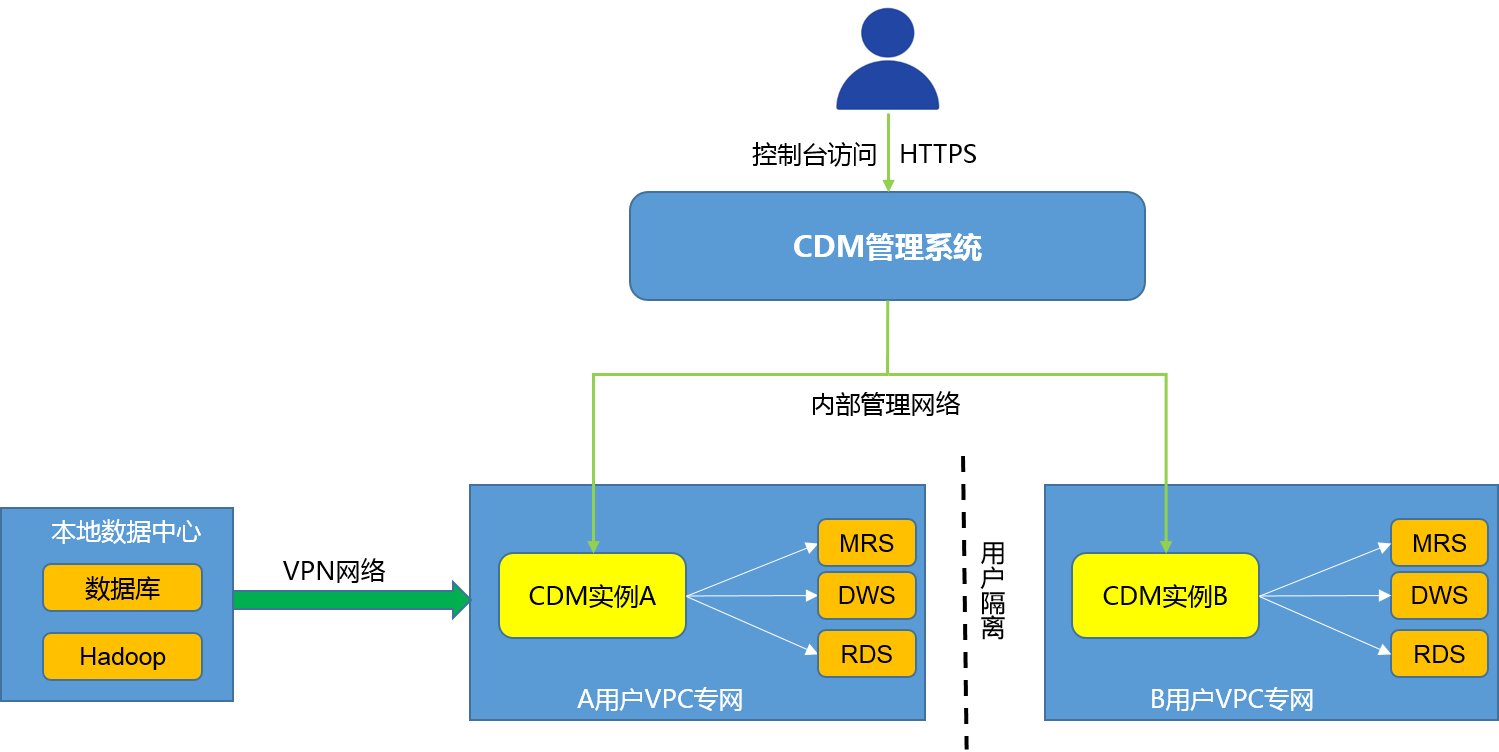 控制台访问 HTTPS
CDM管理系统
内部管理网络
本地数据中心
数据库
Hadoop
VPN网络
CDM实例A
MRS
DWS
RDS
A用户VPC专网
用户隔离
CDM实例B
MRS
DWS
RDS
B用户VPC专网